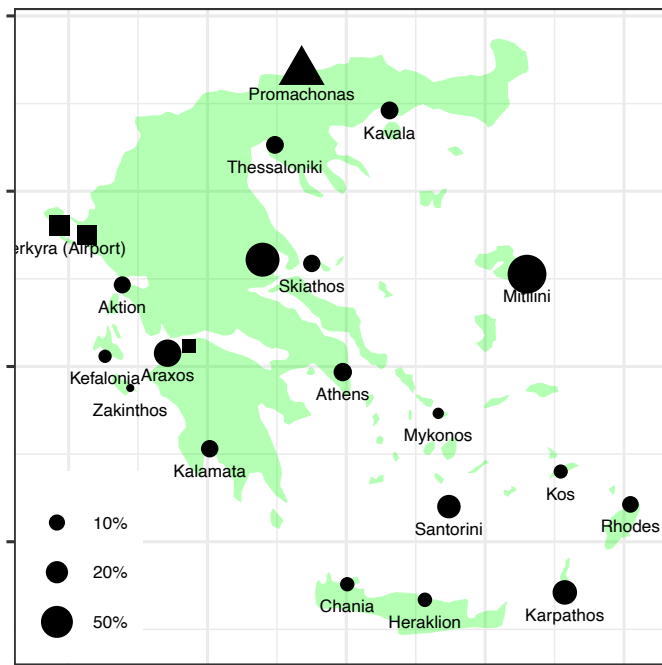 Promachonas
Kavala
Thessaloniki
erkyra (Airport)
Skiathos
Mitilini
Aktion
Kefalonia
Araxos
Athens
Zakinthos
Mykonos
Kalamata
Kos
10%
Santorini
Rhodes
20%
Chania
Karpathos
50%
Heraklion